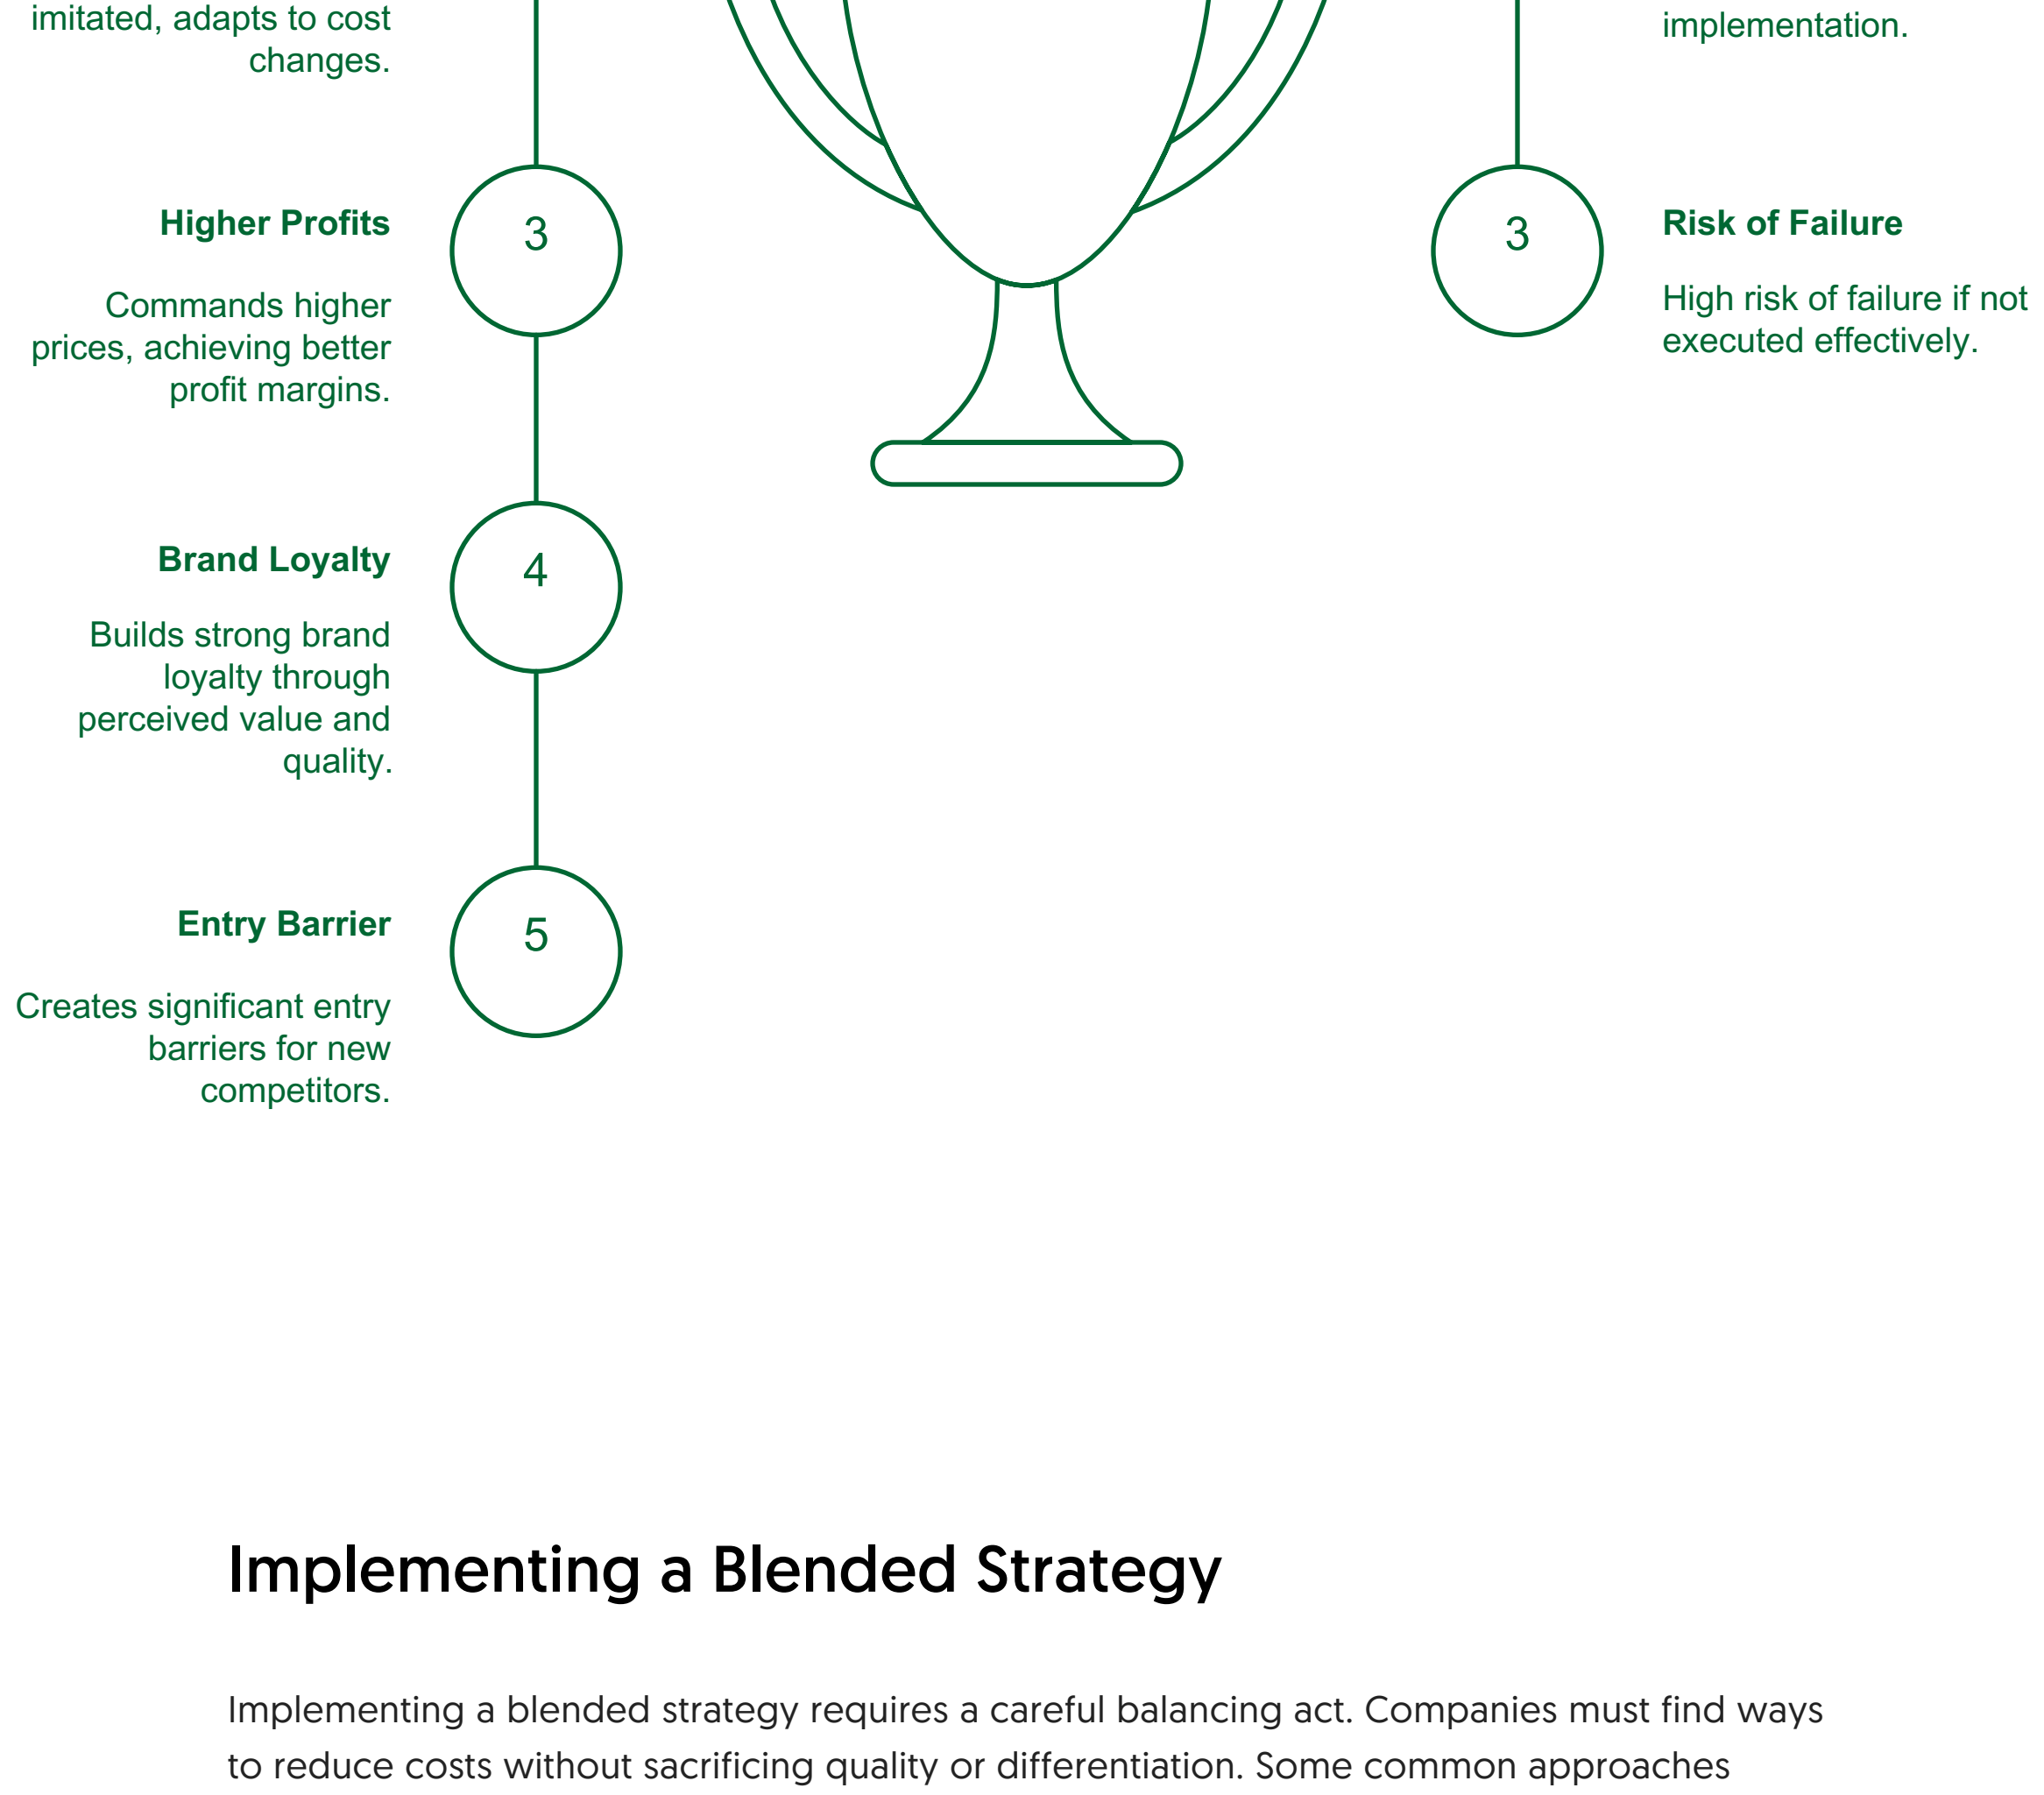 imitated, adapts to cost
changes.
3
Higher Profits
Commands higher
prices, achieving better
profit margins.
4
Brand Loyalty
Builds strong brand
loyalty through
perceived value and
quality.
5
Entry Barrier
Creates significant entry
barriers for new
competitors.
implementation.
3
Risk of Failure
High risk of failure if not
executed effectively.
Implementing a Blended Strategy
Implementing a blended strategy requires a careful balancing act. Companies must find ways
to reduce costs without sacrificing quality or differentiation. Some common approaches